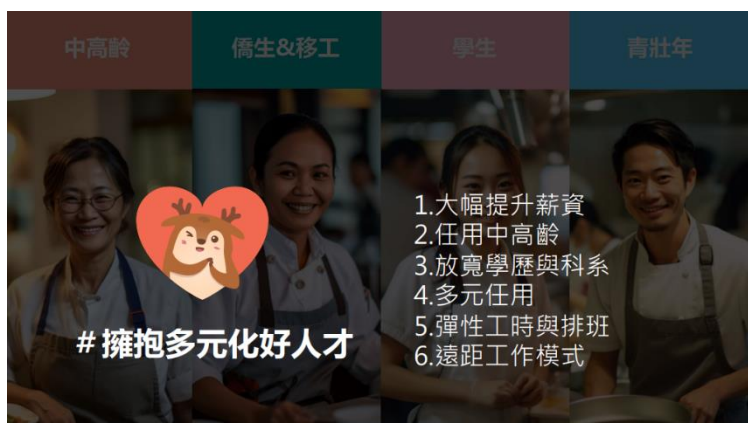 中高齡
僑生&移工
學生
青壯年
1.大幅提升薪資
2.任用中高齡
3.放寬學歷與科系
4.多元任用
5.彈性工時與排班
6.遠距工作模式
#擁抱多元化好人才